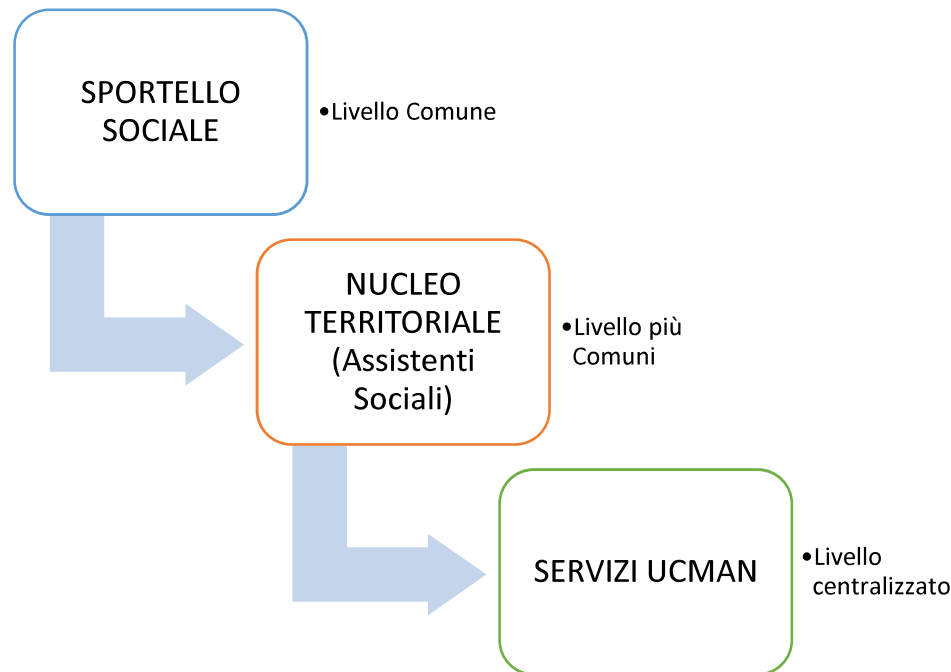 SPORTELLO
SOCIALE
•Livello Comune
NUCLEO
TERRITORIALE
(Assistenti
Sociali)
•Livello più
Comuni
SERVIZI UCMAN
•Livello
centralizzato